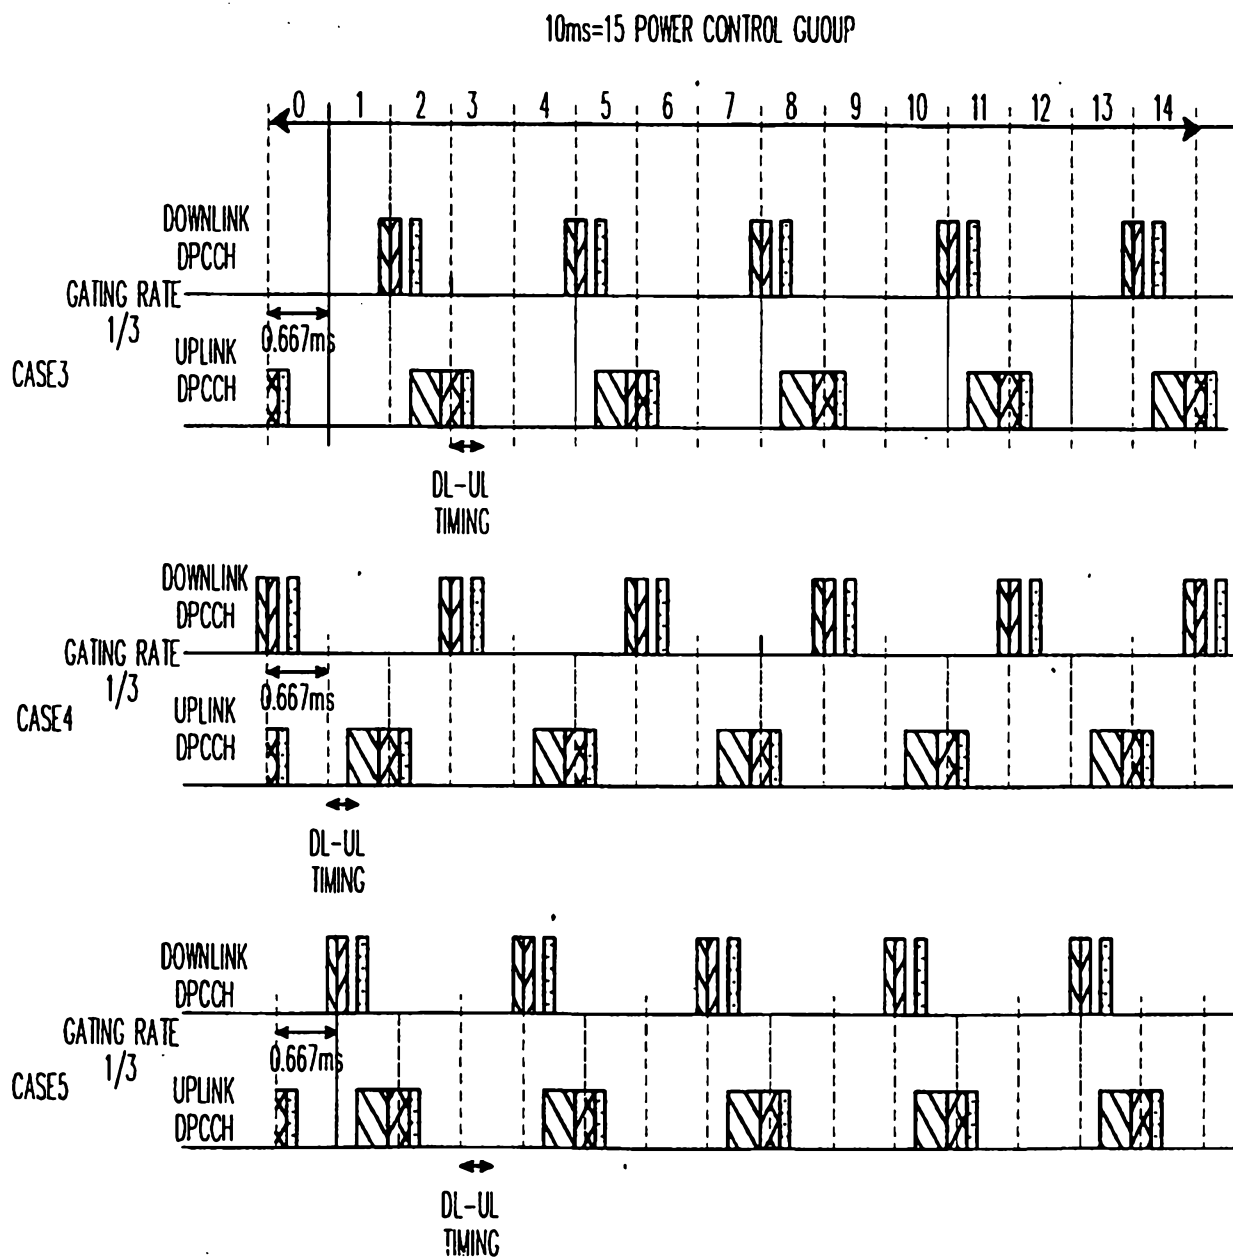 10ms=15 POWER CONTROL GUOUP
0 1 2 3 4 5 6 7 8 9 10 11 12 13 14
DOWNLINK
DPCCH
GATING RATE
1/3
0.667ms
CASE3
UPLINK
DPCCH
DL-UL
TIMING
DOWNLINK
DPCCH
GATING RATE
1/3
0.667ms
CASE4
UPLINK
DPCCH
DL-UL
TIMING
DOWNLINK
DPCCH
GATING RATE
1/3
0.667ms
CASE5
UPLINK
DPCCH
DL-UL
TIMING